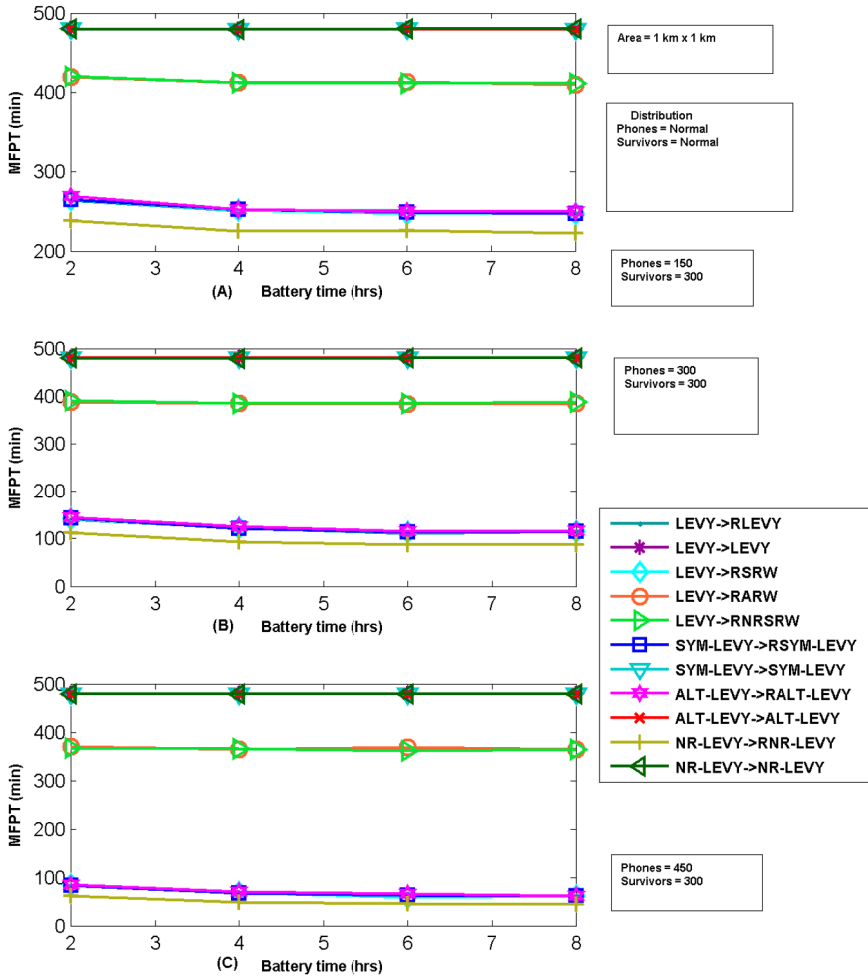 500
400
300
200
MFPT (min)
2 3 4 5 6 7 8
(A) Battery time (hrs)
Area = 1 km x 1 km
Distribution
Phones = Normal
Survivors = Normal
Phones = 150
Survivors = 300
500
400
300
200
100
0
MFPT (min)
2 3 4 5 6 7 8
(B) Battery time (hrs)
Phones = 300
Survivors = 300
LEVY->RLEVY
LEVY->LEVY
LEVY->RSRW
LEVY->RARW
LEVY->RNRSRW
SYM-LEVY->RSYM-LEVY
SYM-LEVY->SYM-LEVY
ALT-LEVY->RALT-LEVY
ALT-LEVY->ALT-LEVY
NR-LEVY->RNR-LEVY
NR-LEVY->NR-LEVY
500
400
300
200
100
0
MFPT (min)
2 3 4 5 6 7 8
(C) Battery time (hrs)
Phones = 450
Survivors = 300